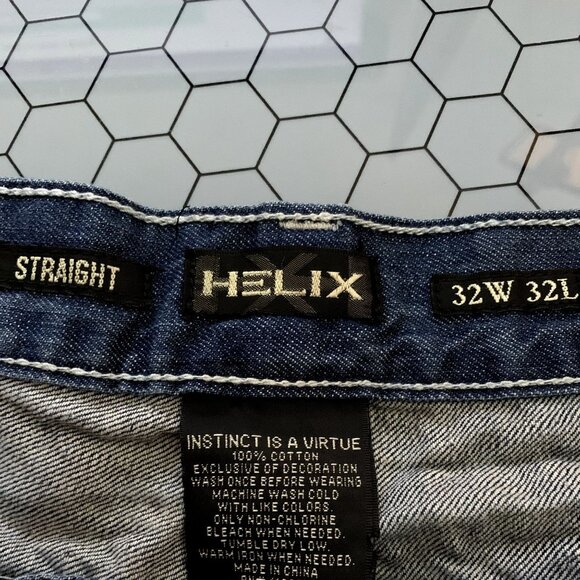 STRAIGHT
HELIX
32W 32L
INSTINCT IS A VIRTUE
100% COTTON
EXCLUSIVE OF DECORATION
WASH ONCE BEFORE WEARING
MACHINE WASH COLD
WITH LIKE COLORS.
ONLY NON-CHLORINE
BLEACH WHEN NEEDED.
TUMBLE DRY LOW.
WARM IRON WHEN NEEDED.
MADE IN CHINA